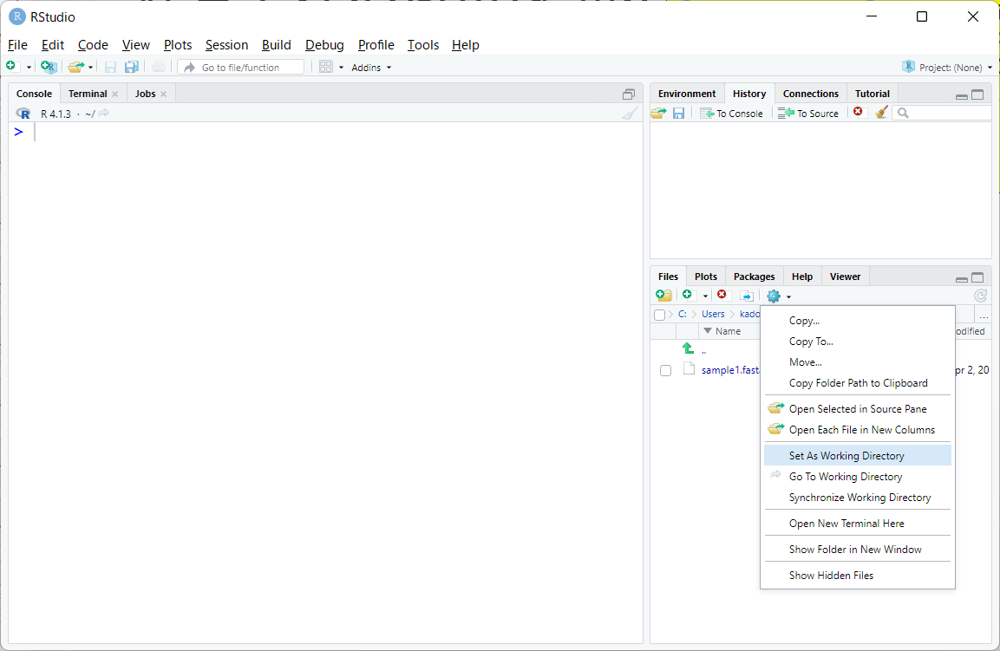 RStudio
File Edit Code View Plots Session Build Debug Profile Tools Help
Go to file/function Addins Project: (None)
Console Terminal Jobs
R 4.1.3 · ~/
>
Environment History Connections Tutorial
To Console To Source
Files Plots Packages Help Viewer
C: Users kado
...
Name odified
..
sample1.fasta pr 2, 20
Copy...
Copy To...
Move...
Copy Folder Path to Clipboard
Open Selected in Source Pane
Open Each File in New Columns
Set As Working Directory
Go To Working Directory
Synchronize Working Directory
Open New Terminal Here
Show Folder in New Window
Show Hidden Files